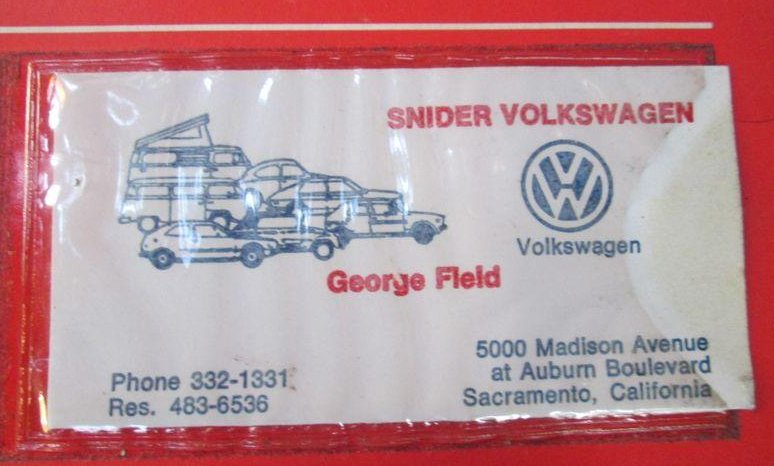 SNIDER VOLKSWAGEN
Volkswagen
George Field
Phone 332-1331
Res. 483-6536
5000 Madison Avenue
at Auburn Boulevard
Sacramento, California